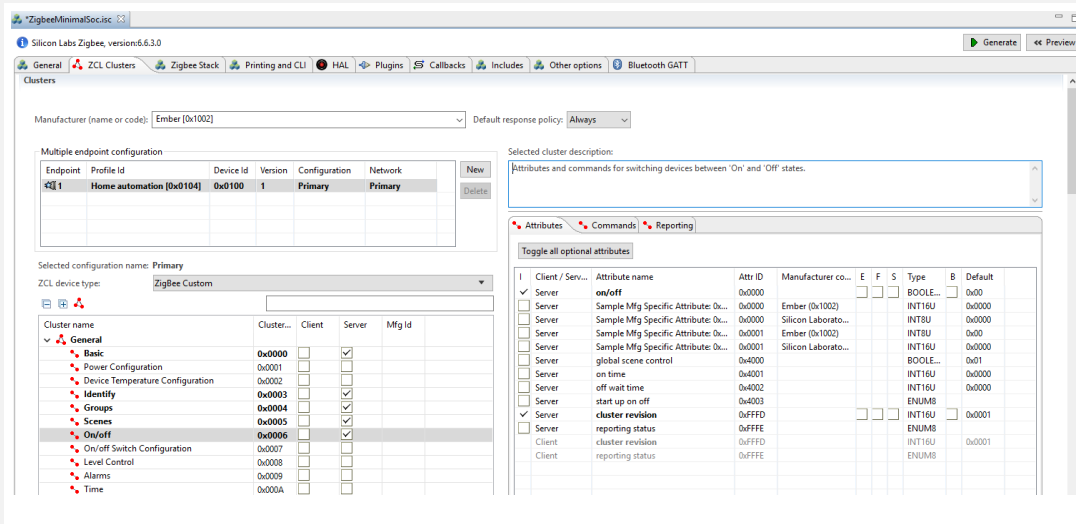 *ZigbeeMinimalSoc.isc
Silicon Labs Zigbee, version:6.6.3.0
Generate
Preview
General
ZCL Clusters
Zigbee Stack
Printing and CLI
HAL
Plugins
Callbacks
Includes
Other options
Bluetooth GATT
Clusters
Manufacturer (name or code): Ember [0x1002] Default response policy: Always
Multiple endpoint configuration
Endpoint Profile Id Device Id Version Configuration Network
1 Home automation [0x0104] 0x0100 1 Primary Primary
New
Delete
Selected configuration name: Primary
ZCL device type: ZigBee Custom
Cluster name Cluster... Client Server Mfg Id
General
Basic 0x0000
Power Configuration 0x0001
Device Temperature Configuration 0x0002
Identify 0x0003
Groups 0x0004
Scenes 0x0005
On/off 0x0006
On/off Switch Configuration 0x0007
Level Control 0x0008
Alarms 0x0009
Time 0x000A
Selected cluster description:
Attributes and commands for switching devices between 'On' and 'Off' states.
Attributes
Commands
Reporting
Toggle all optional attributes
I Client / Serv... Attribute name Attr ID Manufacturer co... E F S Type B Default
Server on/off 0x0000 BOOLE... 0x00
Server Sample Mfg Specific Attribute: 0x... 0x0000 Ember (0x1002) INT16U 0x0000
Server Sample Mfg Specific Attribute: 0x... 0x0000 Silicon Laborato... INT8U 0x0000
Server Sample Mfg Specific Attribute: 0x... 0x0001 Ember (0x1002) INT8U 0x00
Server Sample Mfg Specific Attribute: 0x... 0x0001 Silicon Laborato... INT16U 0x0000
Server global scene control 0x4000 BOOLE... 0x01
Server on time 0x4001 INT16U 0x0000
Server off wait time 0x4002 INT16U 0x0000
Server start up on off 0x4003 ENUM8
Server cluster revision 0xFFFD INT16U 0x0001
Server reporting status 0xFFFE ENUM8
Client cluster revision 0xFFFD INT16U 0x0001
Client reporting status 0xFFFE ENUM8